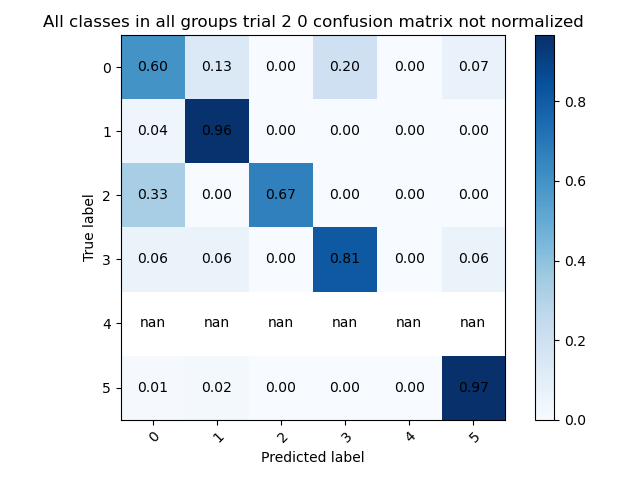 All classes in all groups trial 2 0 confusion matrix not normalized
0 0.60 0.13 0.00 0.20 0.00 0.07
1 0.04 0.96 0.00 0.00 0.00 0.00
2 0.33 0.00 0.67 0.00 0.00 0.00
3 0.06 0.06 0.00 0.81 0.00 0.06
4 nan nan nan nan nan nan
5 0.01 0.02 0.00 0.00 0.00 0.97
0 1 2 3 4 5
True label
Predicted label
0.8
0.6
0.4
0.2
0.0